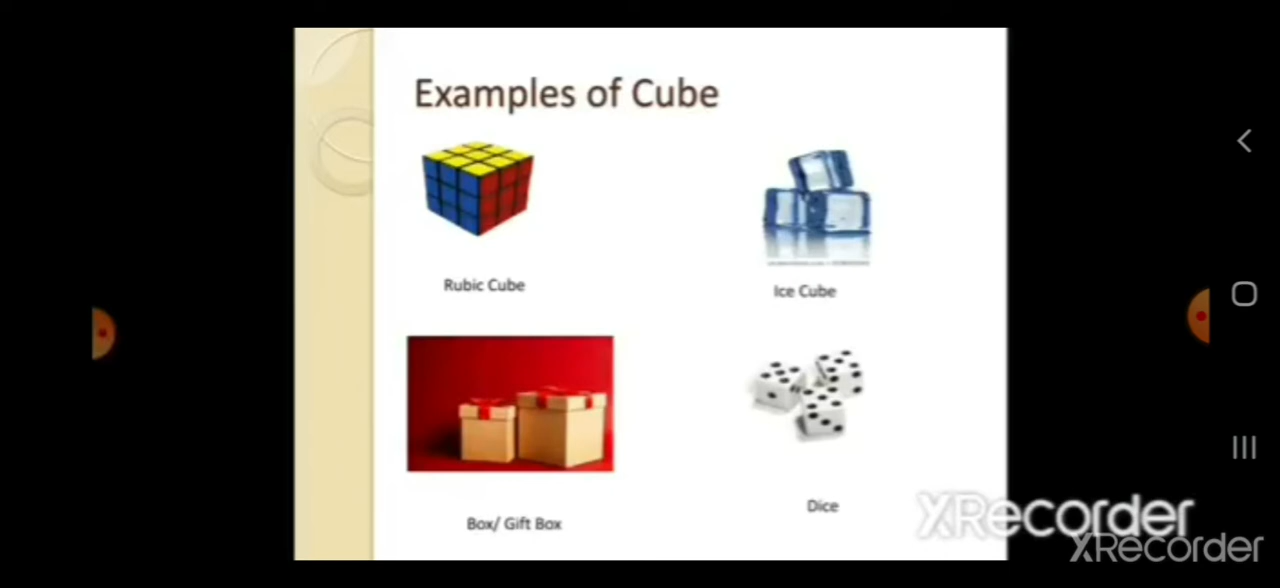 Examples of Cube
Rubic Cube
Ice Cube
Box/ Gift Box
Dice
XRecorder
XRecorder